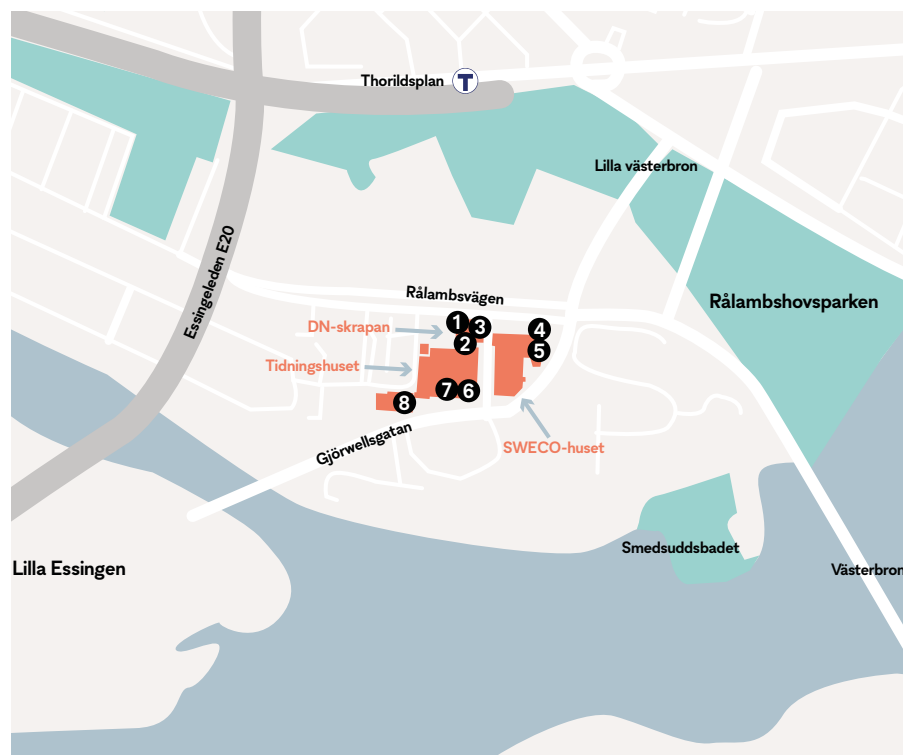 Thorildsplan T
Lilla västerbron
Essingeleden E20
Rålambsvägen
Rålambshovsparken
DN-skrapan
1
3
4
2
5
Tidningshuset
7
6
8
Gjörwellsgatan
SWECO-huset
Smedsuddsbadet
Lilla Essingen
Västerbron